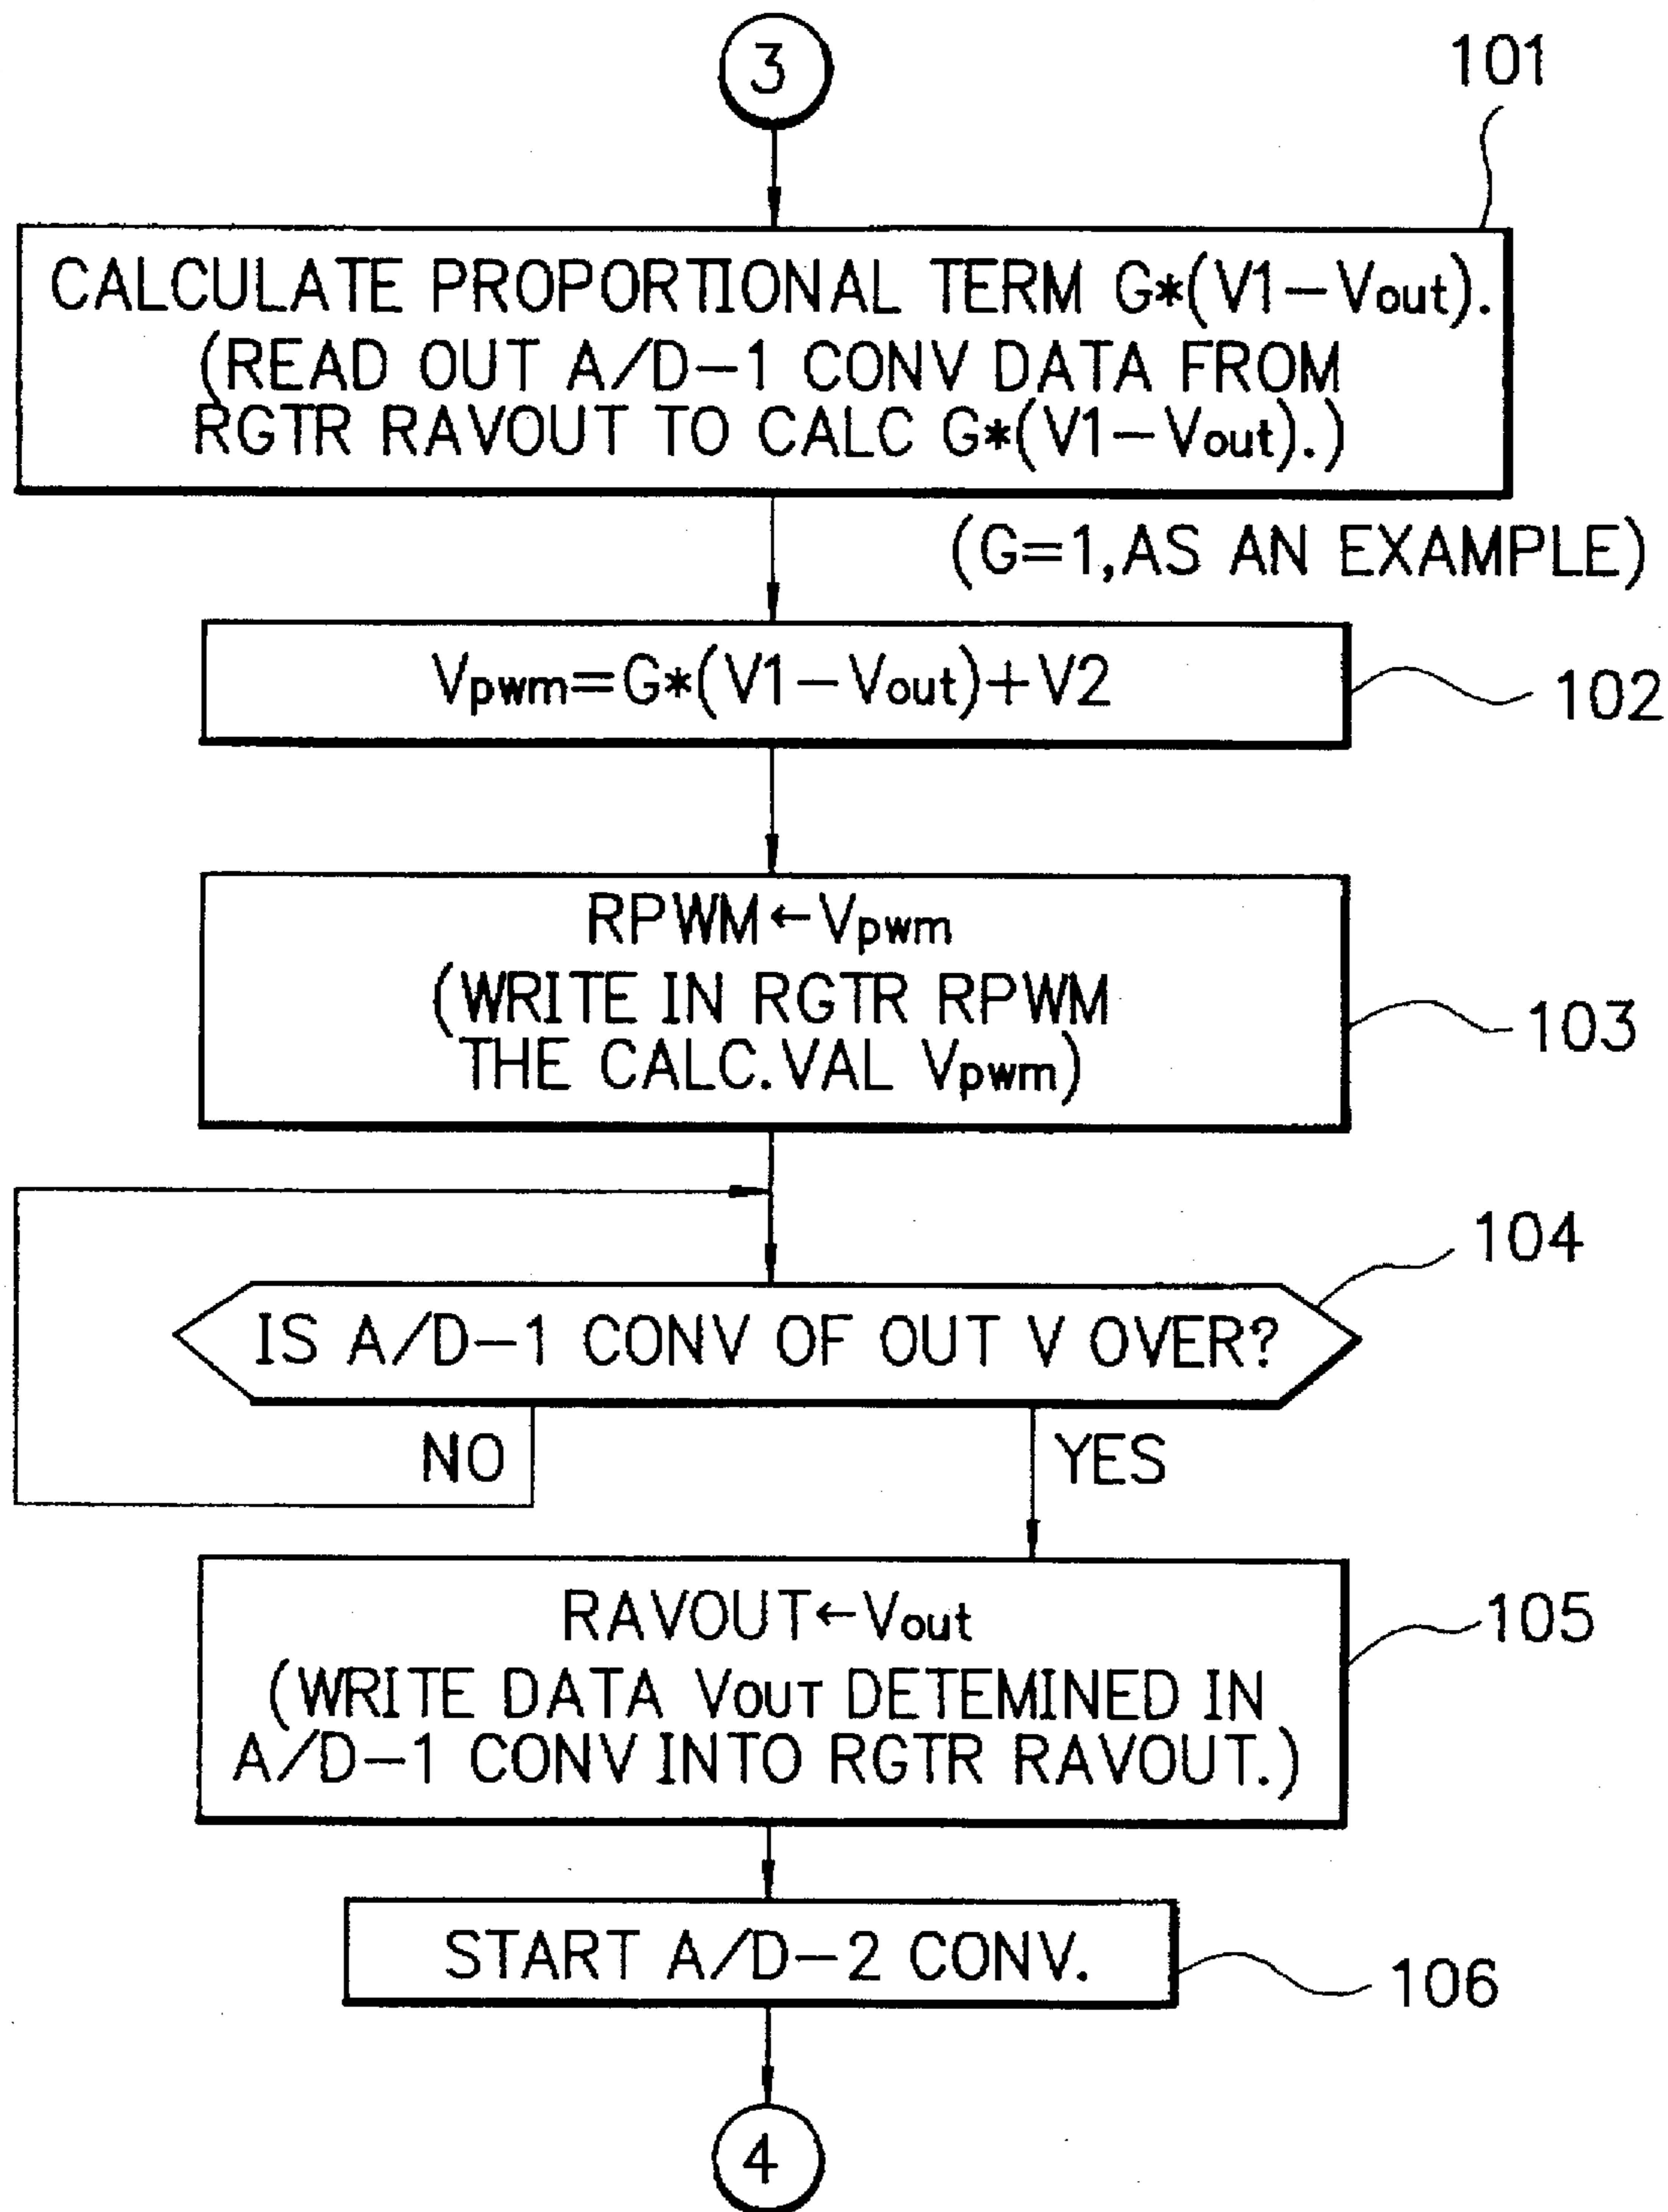 3
101
CALCULATE PROPORTIONAL TERM G*(V1-Vout).
(READ OUT A/D-1 CONV DATA FROM
RGTR RAVOUT TO CALC G*(V1-Vout).)
(G=1,AS AN EXAMPLE)
Vpwm=G*(V1-Vout)+V2
102
RPWM←Vpwm
(WRITE IN RGTR RPWM
THE CALC.VAL Vpwm)
103
104
IS A/D-1 CONV OF OUT V OVER?
NO
YES
RAVOUT←Vout
(WRITE DATA VOUT DETEMINED IN
A/D-1 CONV INTO RGTR RAVOUT.)
105
START A/D-2 CONV.
106
4